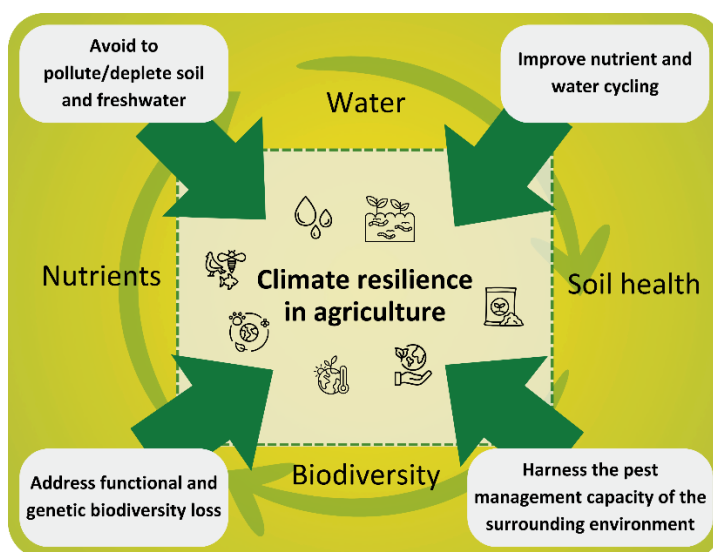 Avoid to
pollute/deplete soil
and freshwater
Improve nutrient and
water cycling
Water
Nutrients
Climate resilience
in agriculture
Soil health
Biodiversity
Address functional and
genetic biodiversity loss
Harness the pest
management capacity of the
surrounding environment